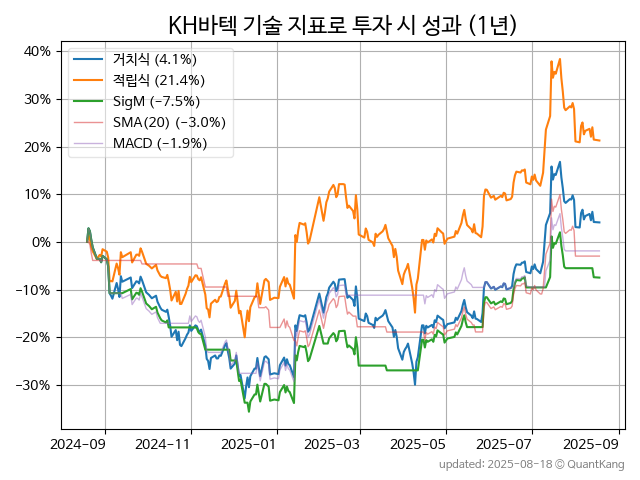 KH바텍 기술 지표로 투자 시 성과 (1년)
거치식 (4.1%)
적립식 (21.4%)
SigM (−7.5%)
SMA(20) (−3.0%)
MACD (−1.9%)
40%
30%
20%
10%
0%
−10%
−20%
−30%
2024-09 2024-11 2025-01 2025-03 2025-05 2025-07 2025-09
updated: 2025-08-18 © QuantKang